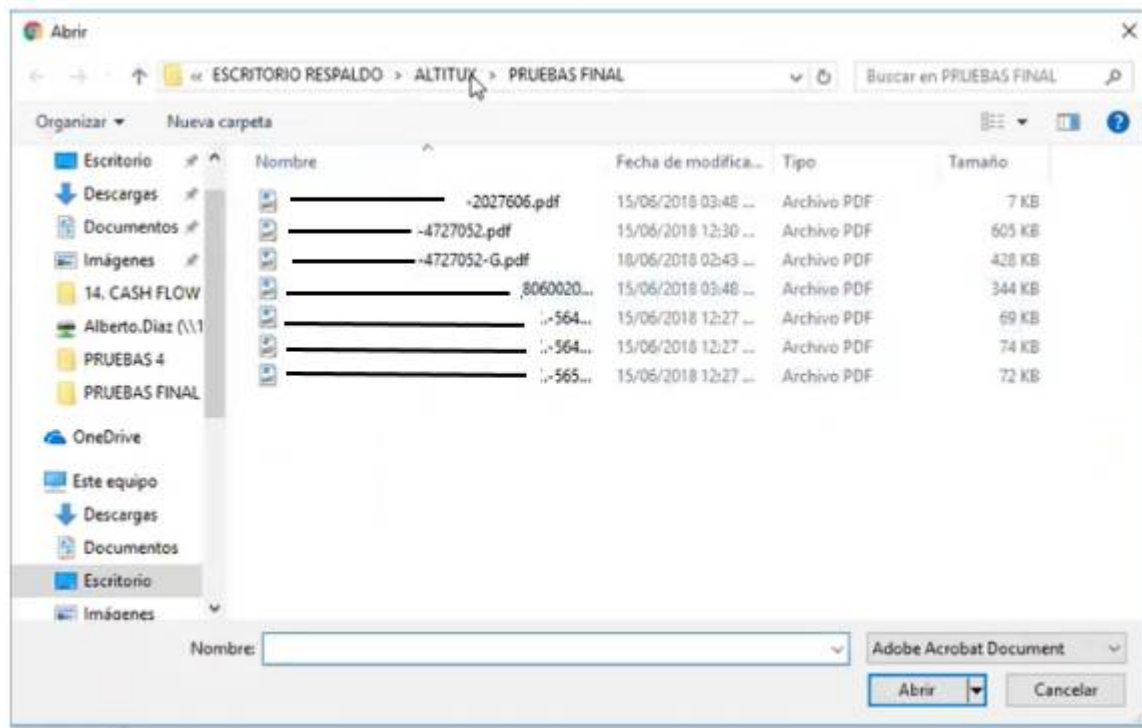 Abrir
« ESCRITORIO RESPALDO > ALTITUX > PRUEBAS FINAL
Buscar en PRUEBAS FINAL
Organizar
Nueva carpeta
Nombre Fecha de modifica... Tipo Tamaño
-2027606.pdf 15/06/2018 03:48 ... Archivo PDF 7 KB
-4727052.pdf 15/06/2018 12:30 ... Archivo PDF 605 KB
-4727052-G.pdf 18/06/2018 02:43 ... Archivo PDF 428 KB
8060020... 15/06/2018 03:48 ... Archivo PDF 344 KB
.-564... 15/06/2018 12:27 ... Archivo PDF 69 KB
.-564... 15/06/2018 12:27 ... Archivo PDF 74 KB
.-565... 15/06/2018 12:27 ... Archivo PDF 72 KB
Escritorio
Descargas
Documentos
Imágenes
14. CASH FLOW
Alberto.Diaz (\\1
PRUEBAS 4
PRUEBAS FINAL
OneDrive
Este equipo
Descargas
Documentos
Escritorio
Imágenes
Nombre:
Adobe Acrobat Document
Abrir
Cancelar